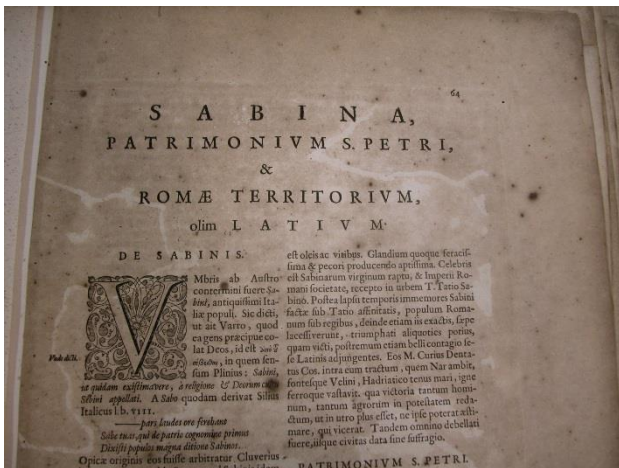 64
SABINA,
PATRIMONIVM S. PETRI,
&
ROMÆ TERRITORIVM,
olim LATIVM.
DE SABINIS.
VMbris ab Austro
contermini fuere Sa-
bini, antiquissimi Ita-
liæ populi. Sic dicti,
ut ait Varro, quod
ea gens præcipue co-
lat Deos, id est
in quem sen-
sum Plinius: Sabini,
ut quidam existimavere, à religione & Deorum cultu
Sebini appellati. A Sabo quodam derivat Silius
Italicus lib. VIII.
——pars laudes ore ferebano
Sabe tuas, qui de patrio cognomine primus
Dixisti populos magna ditione Sabinos.
Opicæ originis eos fuisse arbitratur Cluverius
Unde dicti.
est oleis ac vitibus. Glandium quoque feracis-
sima & pecori producendo aptissima. Celebris
est Sabinarum virginum raptu, & Imperii Ro-
mani societate, recepto in urbem T. Tatio Sa-
bino. Postea lapsu temporis immemores Sabini
factæ sub Tatio affinitatis, populum Roma-
num sub regibus, deinde etiam iis exactis, sæpe
lacessiverunt, triumphati aliquoties potius,
quam victi, postremum etiam belli contagio se-
se Latinis adjungentes. Eos M. Curius Denta-
tus Cos. intra eum tractum, quem Nar ambit,
fontesque Velini, Hadriatico tenus mari, igne
ferroque vastavit. qua victoria tantum homi-
num, tantum agrorum in potestatem reda-
ctum, ut in utro plus esset, ne ipse poterat æsti-
mare, qui vicerat. Tandem omnino debellati
fuere, iisque civitas data sine suffragio.
PATRIMONIVM S. PETRI.